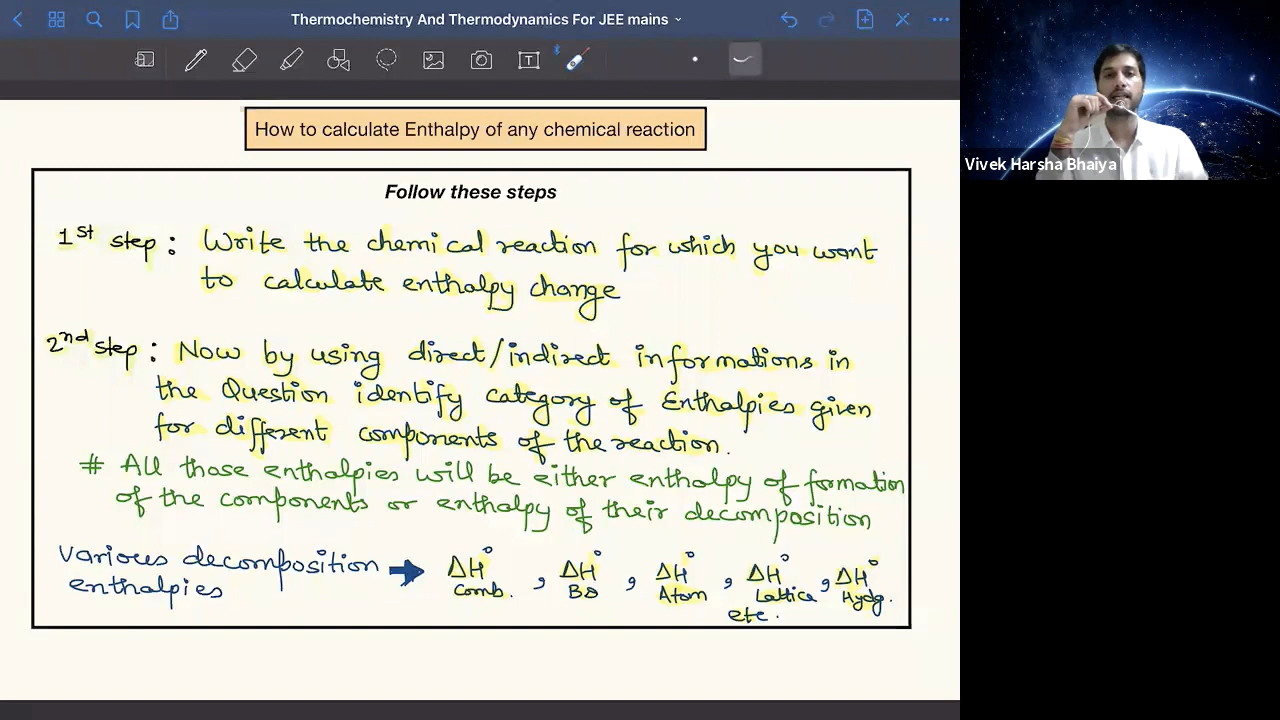 Thermochemistry And Thermodynamics For JEE mains
T
How to calculate Enthalpy of any chemical reaction
Vivek Harsha Bhaiya
Follow these steps
1st step : Write the chemical reaction for which you want
to calculate enthalpy change
2nd step : Now by using direct/indirect informations in
the Question identify category of Enthalpies given
for different components of the reaction.
# All those enthalpies will be either enthalpy of formation
of the components or enthalpy of their decomposition
Various decomposition enthalpies → ΔH°Comb. , ΔH°BD , ΔH°Atom , ΔH°Lattice , ΔH°Hydg.
etc.